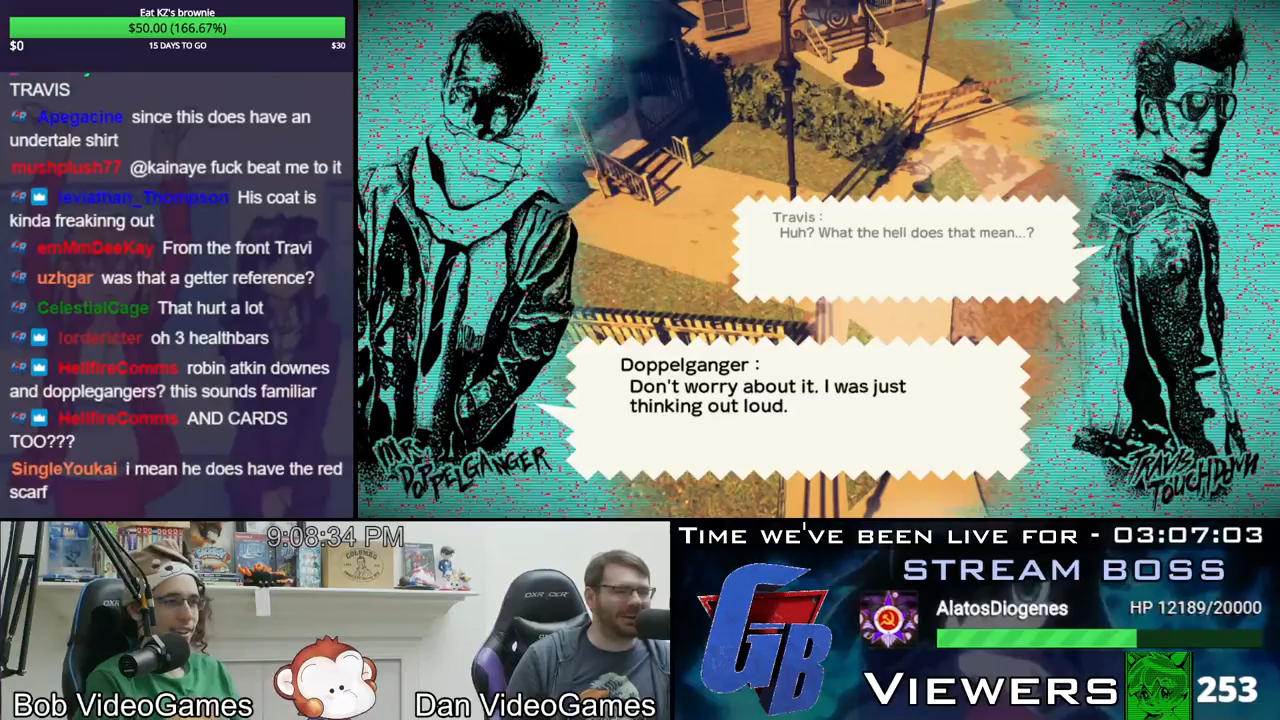 Eat KZ's brownie
$50.00 (166.67%)
$0
15 DAYS TO GO
$30
TRAVIS
Apegacine since this does have an
undertale shirt
mushplush77 @kainaye fuck beat me to it
leviathan_Thompson His coat is
kinda freakinng out
emMmDeeKay From the front Travi
uzhgar was that a getter reference?
CelestialCage That hurt a lot
lordericter oh 3 healthbars
HellfireComms robin atkin downes
and dopplegangers? this sounds familiar
HellfireComms AND CARDS
TOO???
SingleYoukai i mean he does have the red
scarf
Travis :
Huh? What the hell does that mean...?
Doppelganger :
Don't worry about it. I was just
thinking out loud.
MR.
DOPPELGANGER
TRAVIS
TOUCHDOWN
9:08:34 PM
COLUMBO
DXRACER
DXRACER
Bob VideoGames
Dan VideoGames
TIME WE'VE BEEN LIVE FOR - 03:07:03
STREAM BOSS
GB
AlatosDiogenes
HP 12189/20000
VIEWERS
253